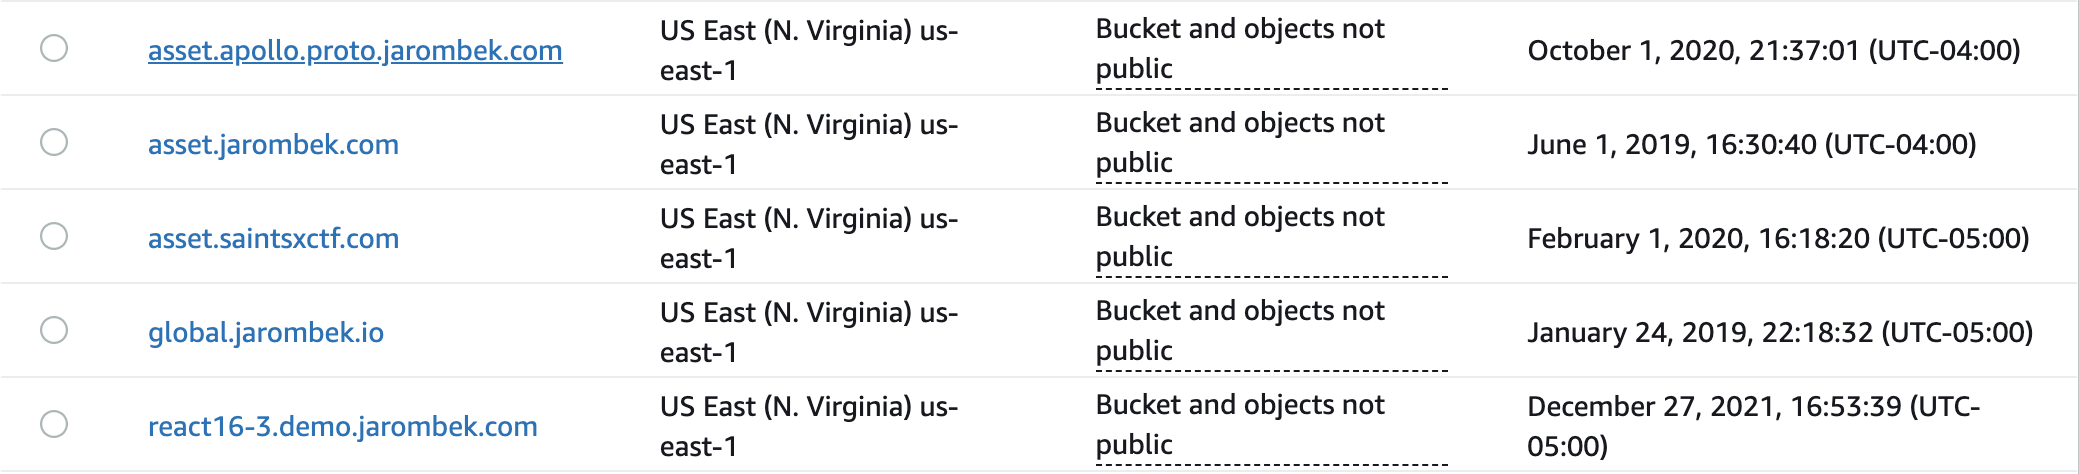 asset.apollo.proto.jarombek.com
US East (N. Virginia) us-
east-1
Bucket and objects not
public
October 1, 2020, 21:37:01 (UTC-04:00)
asset.jarombek.com
US East (N. Virginia) us-
east-1
Bucket and objects not
public
June 1, 2019, 16:30:40 (UTC-04:00)
asset.saintsxctf.com
US East (N. Virginia) us-
east-1
Bucket and objects not
public
February 1, 2020, 16:18:20 (UTC-05:00)
global.jarombek.io
US East (N. Virginia) us-
east-1
Bucket and objects not
public
January 24, 2019, 22:18:32 (UTC-05:00)
react16-3.demo.jarombek.com
US East (N. Virginia) us-
east-1
Bucket and objects not
public
December 27, 2021, 16:53:39 (UTC-
05:00)